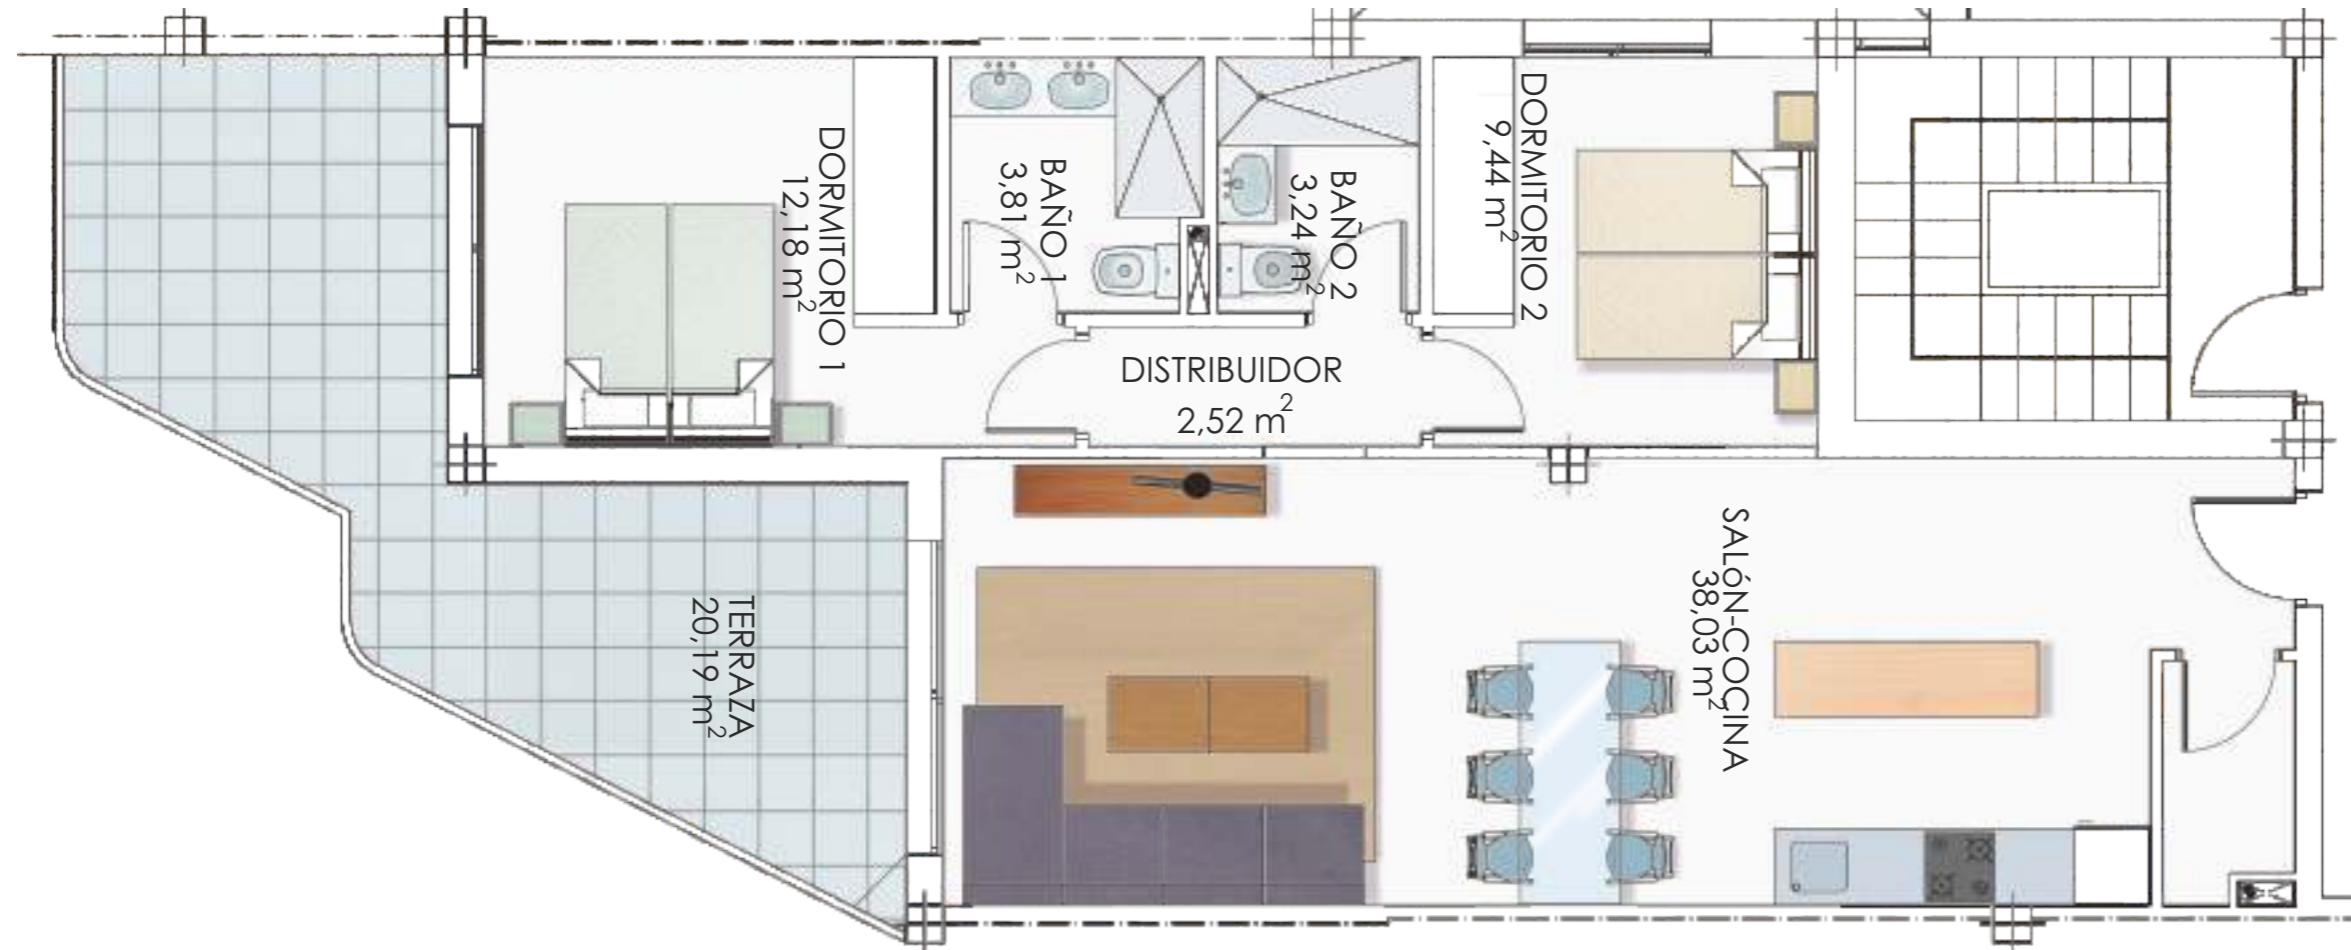 DORMITORIO 1
12,18 m²
BAÑO 1
3,81 m²
BAÑO 2
3,24 m²
DORMITORIO 2
9,44 m²
DISTRIBUIDOR
2,52 m²
TERRAZA
20,19 m²
SALóN-COCINA
38,03 m²